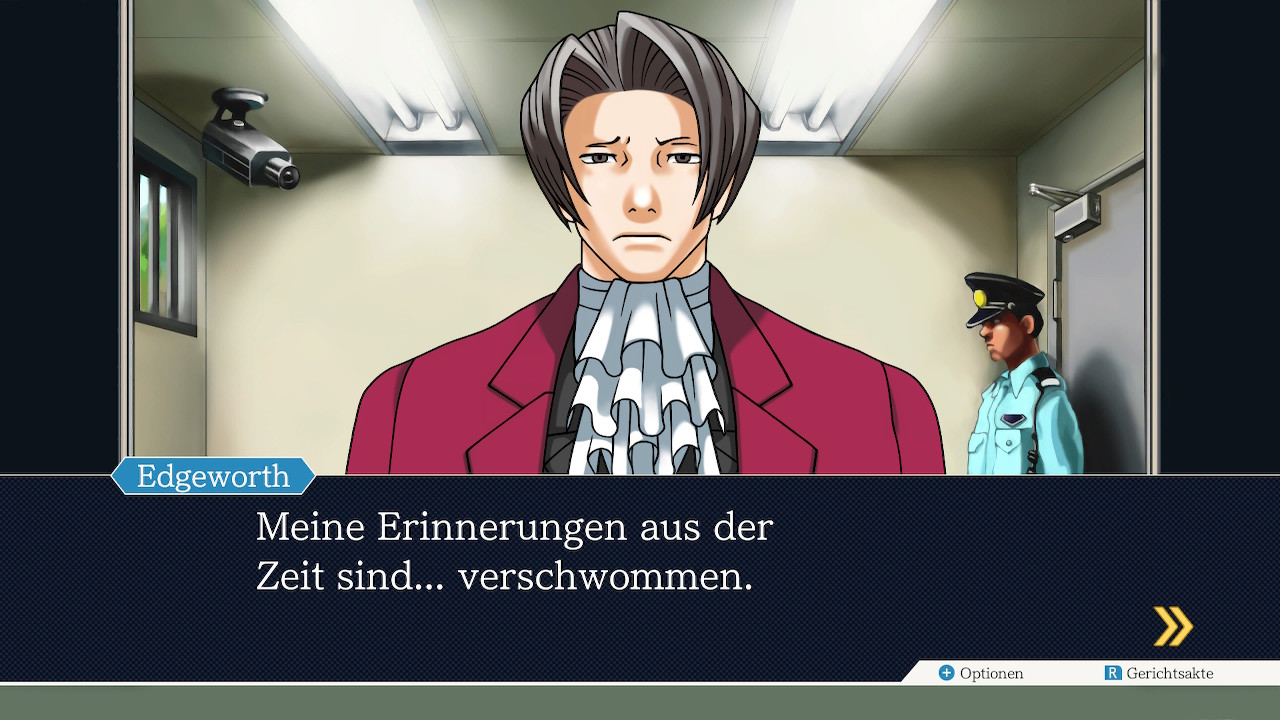 Edgeworth
Meine Erinnerungen aus der
Zeit sind... verschwommen.
Optionen
R Gerichtsakte